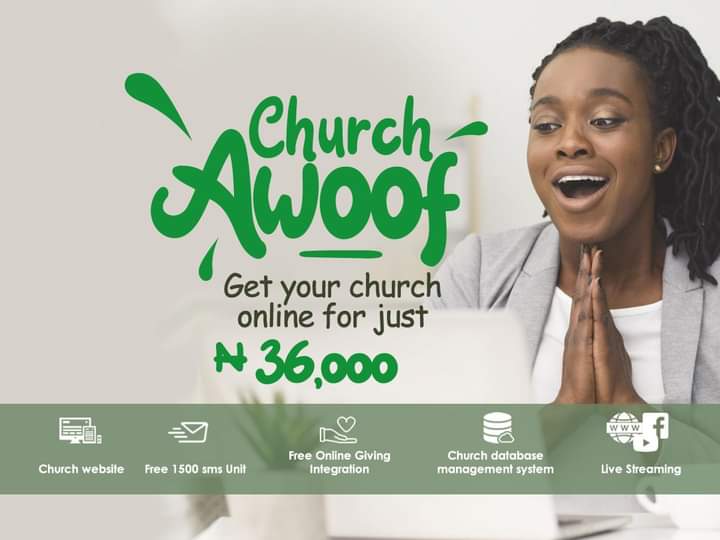 Church
Awoof
Get your church
online for just
₦36,000
Church website
Free 1500 sms Unit
Free Online Giving
Integration
Church database
management system
www
f
Live Streaming